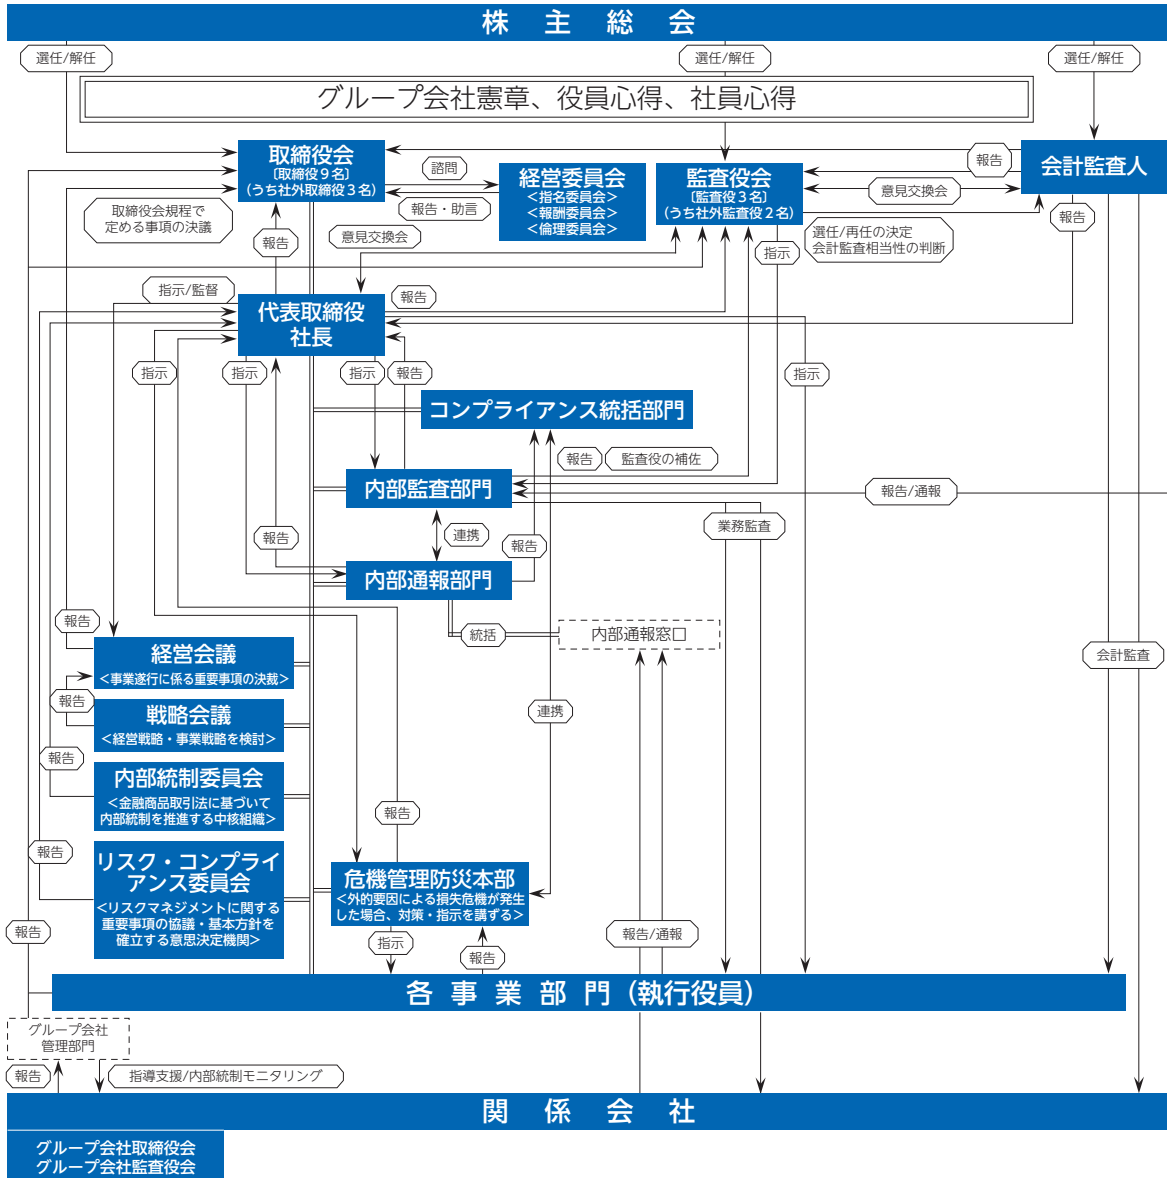 株主総会
選任/解任
選任/解任
選任/解任
グループ会社憲章、役員心得、社員心得
取締役会
〔取締役９名〕
（うち社外取締役３名）
諮問
報告・助言
経営委員会
＜指名委員会＞
＜報酬委員会＞
＜倫理委員会＞
監査役会
〔監査役３名〕
（うち社外監査役２名）
報告
意見交換会
会計監査人
取締役会規程で
定める事項の決議
報告
意見交換会
指示
選任/再任の決定
会計監査相当性の判断
報告
指示/監督
代表取締役
社長
報告
指示
指示
指示
報告
指示
コンプライアンス統括部門
報告
監査役の補佐
内部監査部門
報告/通報
業務監査
報告
連携
報告
内部通報部門
報告
統括
内部通報窓口
会計監査
経営会議
＜事業遂行に係る重要事項の決裁＞
報告
戦略会議
＜経営戦略・事業戦略を検討＞
連携
報告
内部統制委員会
＜金融商品取引法に基づいて
内部統制を推進する中核組織＞
報告
報告
リスク・コンプライ
アンス委員会
＜リスクマネジメントに関する
重要事項の協議・基本方針を
確立する意思決定機関＞
危機管理防災本部
＜外的要因による損失危機が発生
した場合、対策・指示を講ずる＞
報告
指示
報告
報告/通報
各事業部門（執行役員）
グループ会社
管理部門
報告
指導支援/内部統制モニタリング
関係会社
グループ会社取締役会
グループ会社監査役会